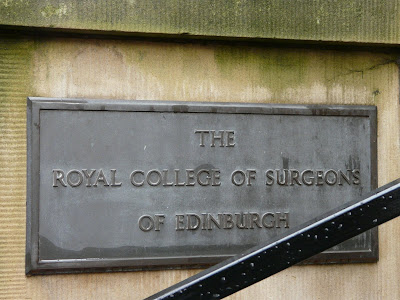 THE
ROYAL COLLEGE OF SURGEONS
OF EDINBURGH